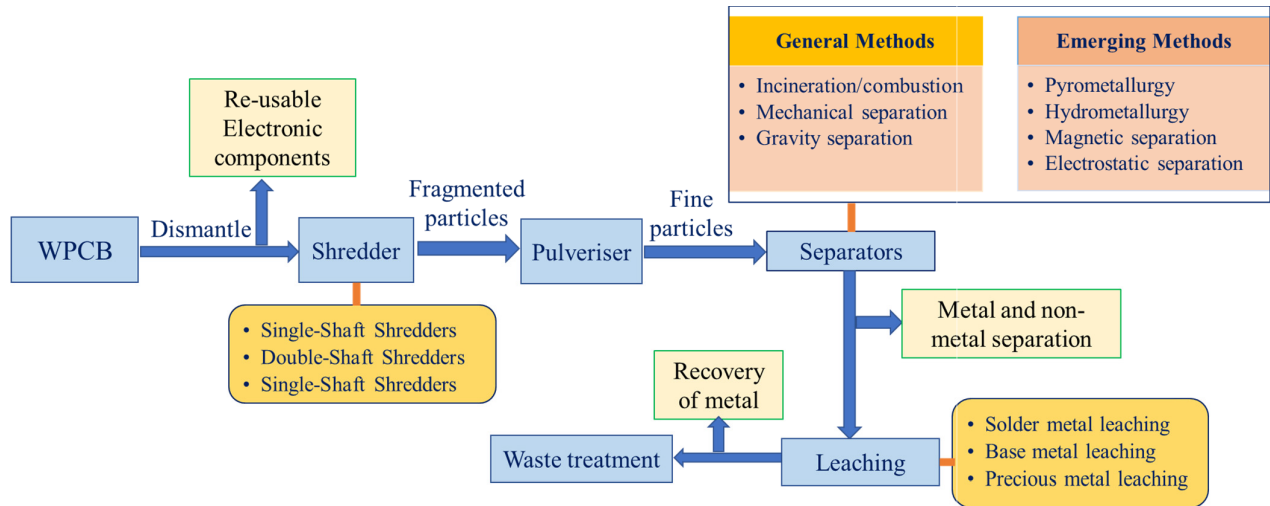 General Methods
• Incineration/combustion
• Mechanical separation
• Gravity separation
Emerging Methods
• Pyrometallurgy
• Hydrometallurgy
• Magnetic separation
• Electrostatic separation
Re-usable
Electronic
components
WPCB
Dismantle
Shredder
Fragmented
particles
Pulveriser
Fine
particles
Separators
• Single-Shaft Shredders
• Double-Shaft Shredders
• Single-Shaft Shredders
Metal and non-
metal separation
Recovery
of metal
Waste treatment
Leaching
• Solder metal leaching
• Base metal leaching
• Precious metal leaching